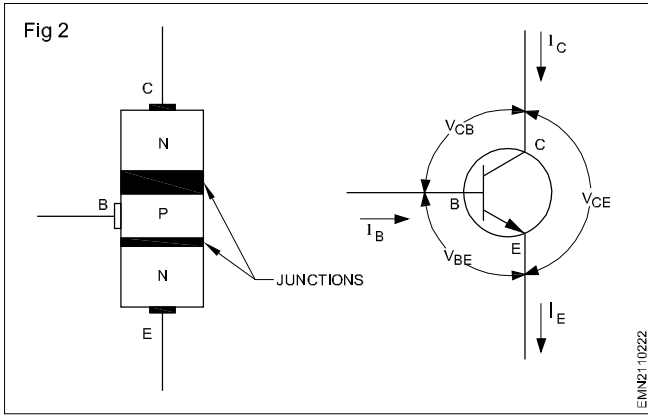 Fig 2
C
N
B
P
N
E
JUNCTIONS
I C
V CB
C
V CE
B
I B
E
V BE
I E
EMN2110222